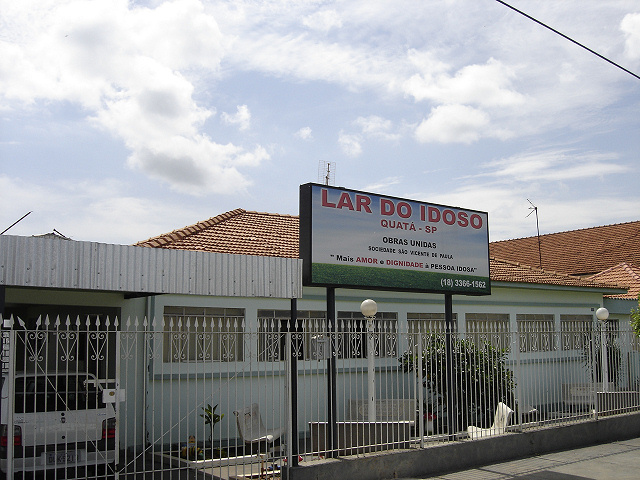 LAR DO IDOSO
QUATÁ - SP
OBRAS UNIDAS
SOCIEDADE SÃO VICENTE DE PAULA
"Mais AMOR e DIGNIDADE à PESSOA IDOSA"
(18) 3366-1562